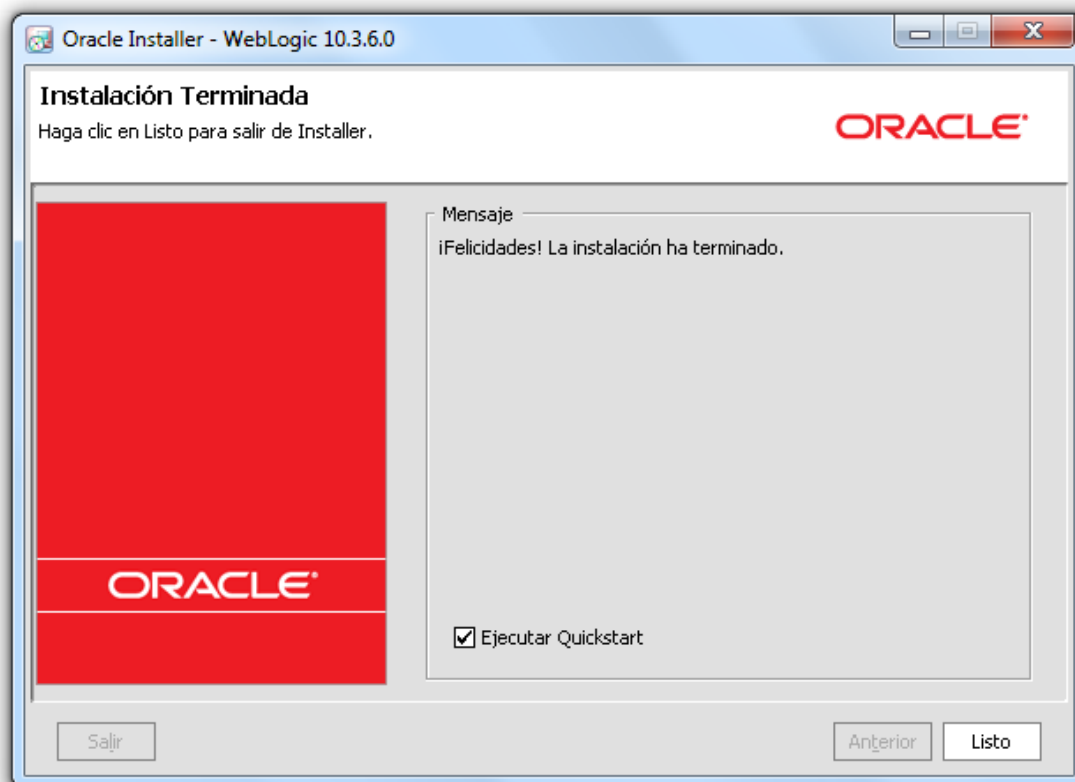 Oracle Installer - WebLogic 10.3.6.0
Instalación Terminada
Haga clic en Listo para salir de Installer.
ORACLE®
Mensaje
¡Felicidades! La instalación ha terminado.
ORACLE®
Ejecutar Quickstart
Salir
Anterior
Listo